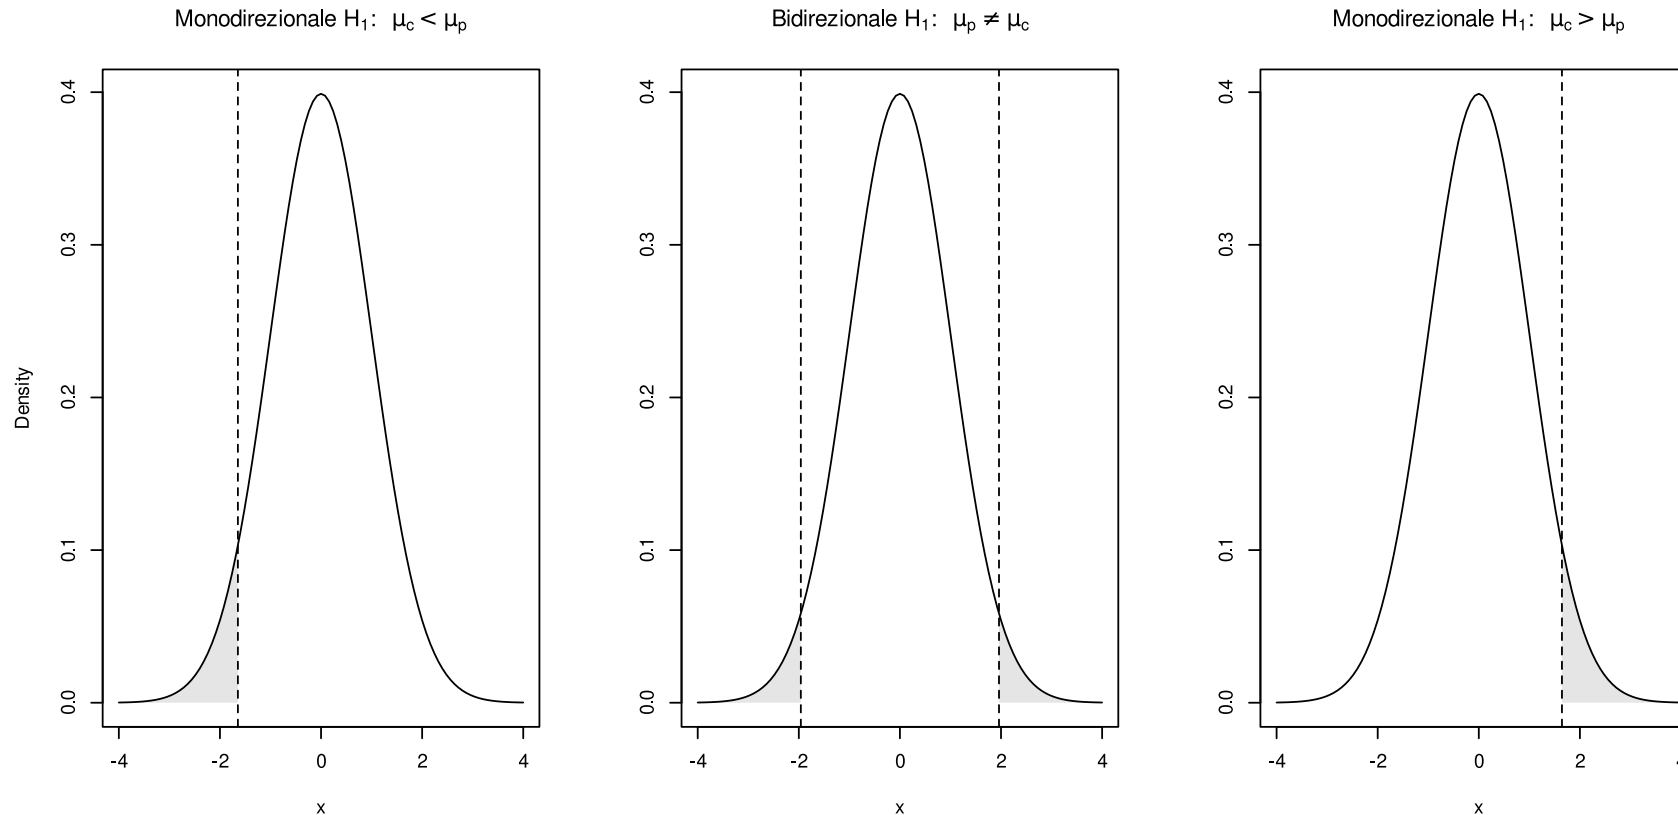 Monodirezionale H₁: μc < μp
Bidirezionale H₁: μp ≠ μc
Monodirezionale H₁: μc > μp
Density
0.0
0.1
0.2
0.3
0.4
-4 -2 0 2 4
x
0.0
0.1
0.2
0.3
0.4
-4 -2 0 2 4
x
0.0
0.1
0.2
0.3
0.4
-4 -2 0 2
x